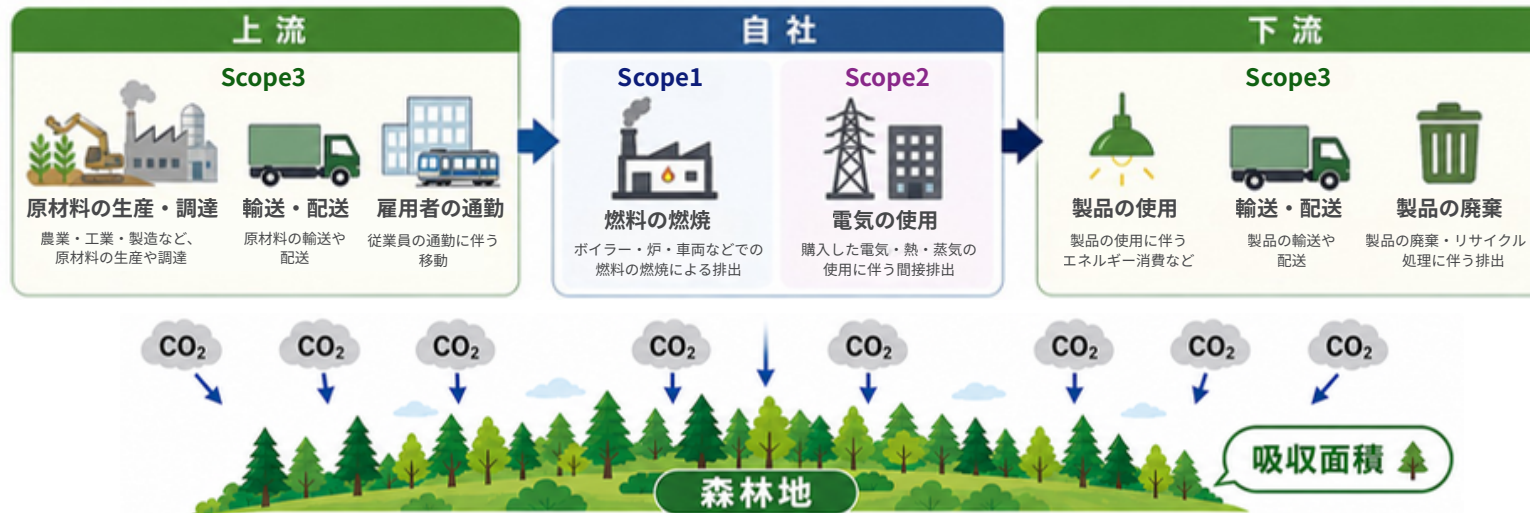 上流
Scope3
原材料の生産・調達
農業・工業・製造など、
原材料の生産や調達
輸送・配送
原材料の輸送や
配送
雇用者の通勤
従業員の通勤に伴う
移動
自社
Scope1
燃料の燃焼
ボイラー・炉・車両などでの
燃料の燃焼による排出
Scope2
電気の使用
購入した電気・熱・蒸気の
使用に伴う間接排出
下流
Scope3
製品の使用
製品の使用に伴う
エネルギー消費など
輸送・配送
製品の輸送や
配送
製品の廃棄
製品の廃棄・リサイクル
処理に伴う排出
CO₂
CO₂
CO₂
CO₂
CO₂
CO₂
CO₂
CO₂
吸収面積
森林地